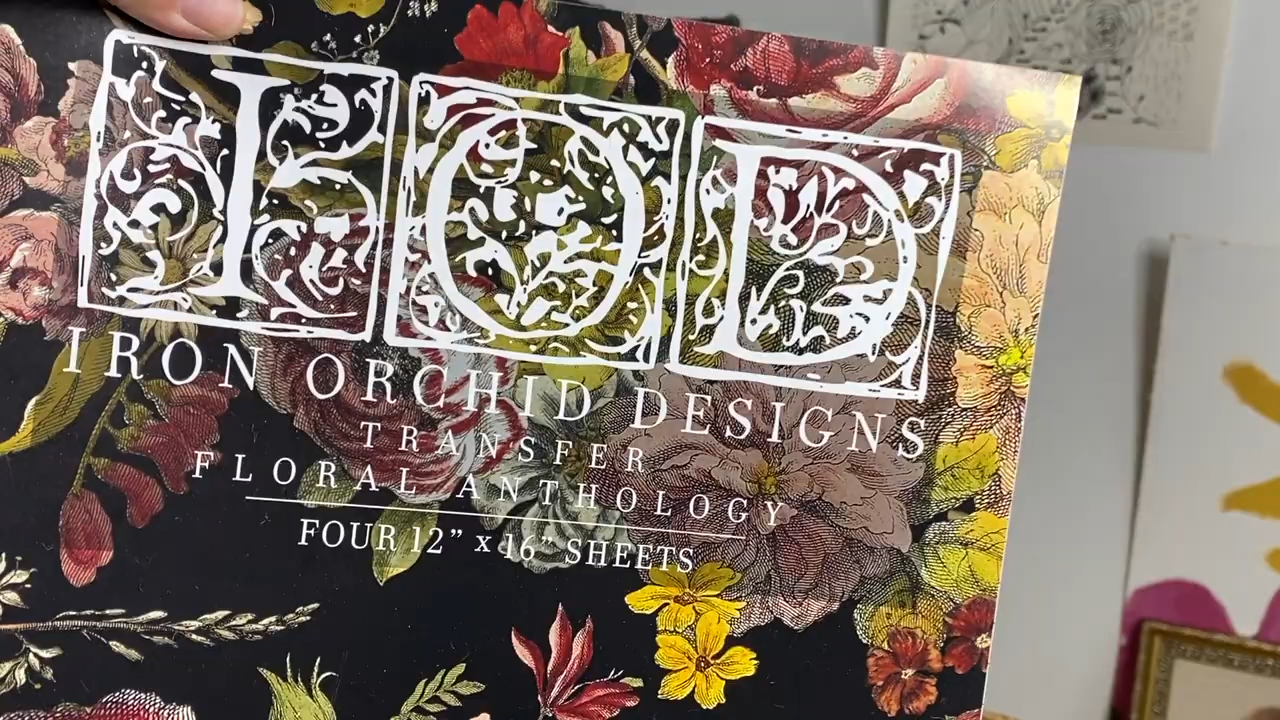 IOD
IRON ORCHID DESIGNS
TRANSFER
FLORAL ANTHOLOGY
FOUR 12” x 16” SHEETS